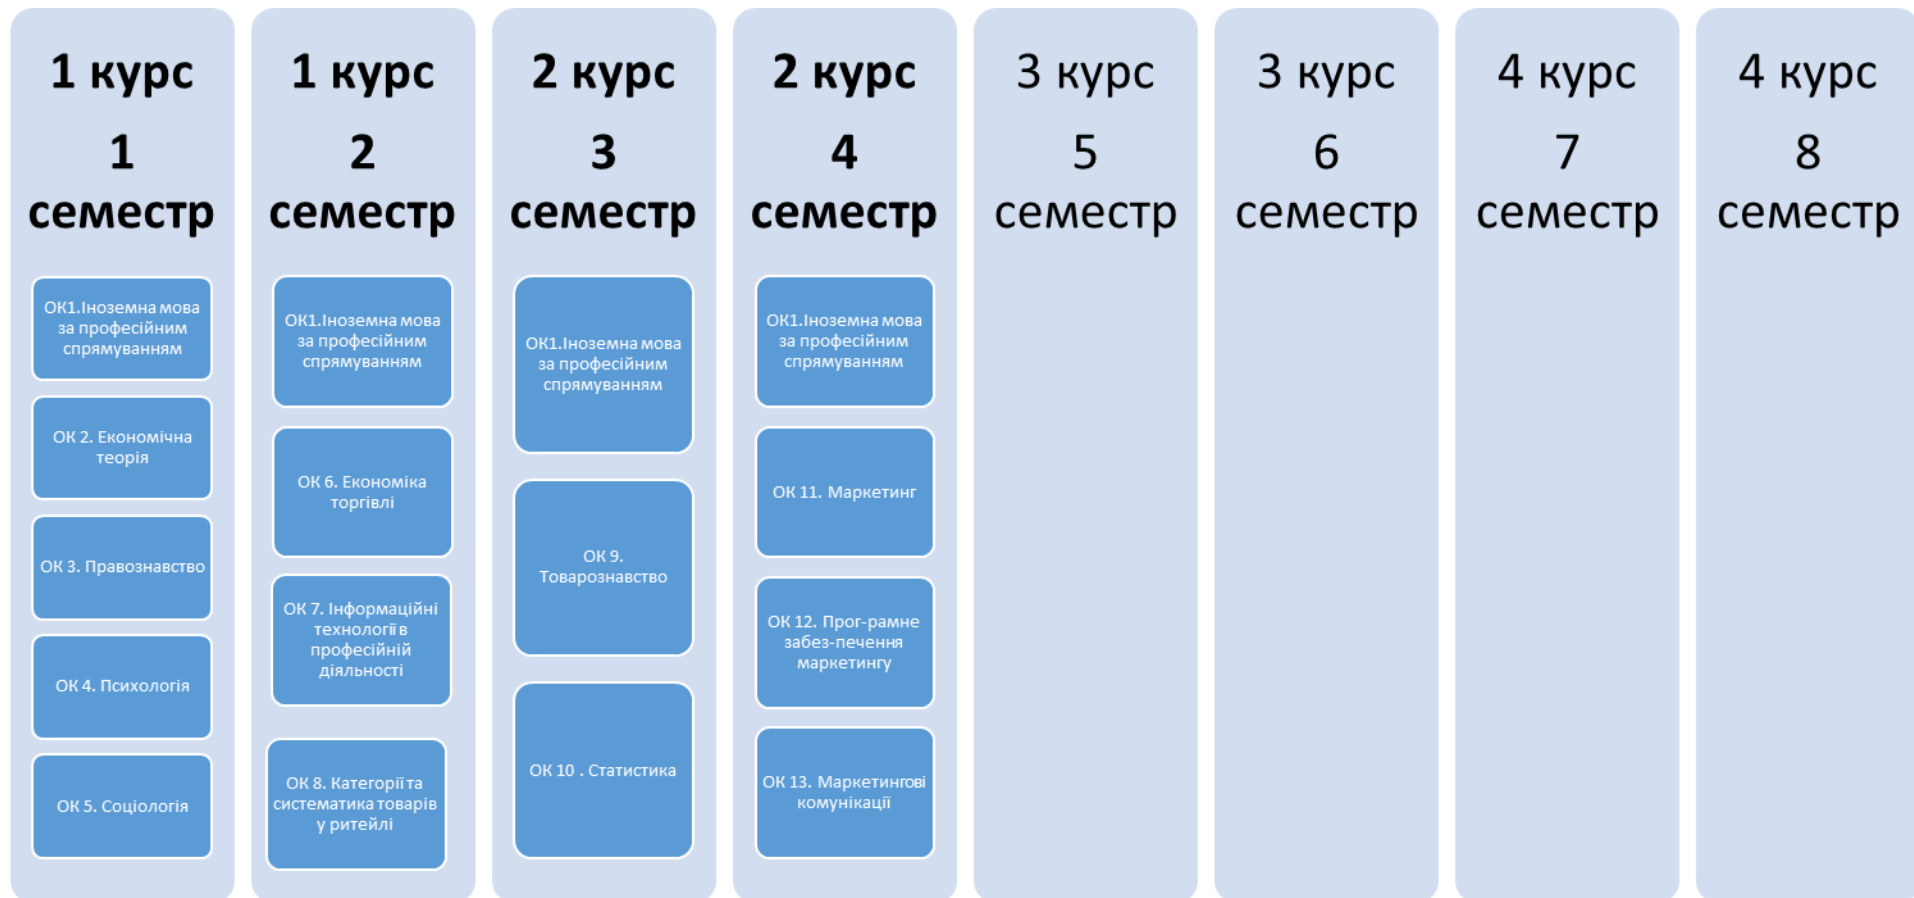 1 курс
1
семестр
ОК1.Іноземна мова
за професійним
спрямуванням
ОК 2. Економічна
теорія
ОК 3. Правознавство
ОК 4. Психологія
ОК 5. Соціологія
1 курс
2
семестр
ОК1.Іноземна мова
за професійним
спрямуванням
ОК 6. Економіка
торгівлі
ОК 7. Інформаційні
технології в
професійній
діяльності
ОК 8. Категорії та
систематика товарів
у ритейлі
2 курс
3
семестр
ОК1.Іноземна мова
за професійним
спрямуванням
ОК 9.
Товарознавство
ОК 10 . Статистика
2 курс
4
семестр
ОК1.Іноземна мова
за професійним
спрямуванням
ОК 11. Маркетинг
ОК 12. Прог-рамне
забез-печення
маркетингу
ОК 13. Маркетингові
комунікації
3 курс
5
семестр
3 курс
6
семестр
4 курс
7
семестр
4 курс
8
семестр